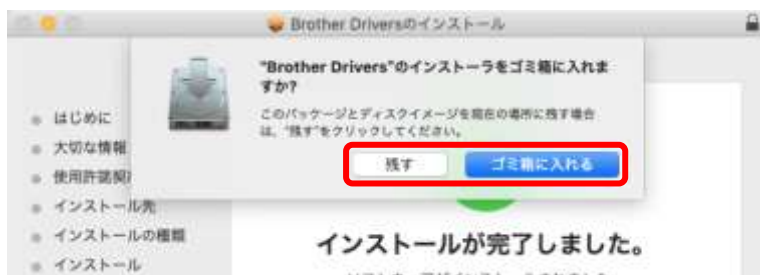 Brother Driversのインストール
"Brother Drivers"のインストーラをゴミ箱に入れま
すか?
このパッケージとディスクイメージを現在の場所に残す場合
は、"残す"をクリックしてください。
残す
ゴミ箱に入れる
はじめに
大切な情報
使用許諾契
インストール先
インストールの種類
インストール
インストールが完了しました。